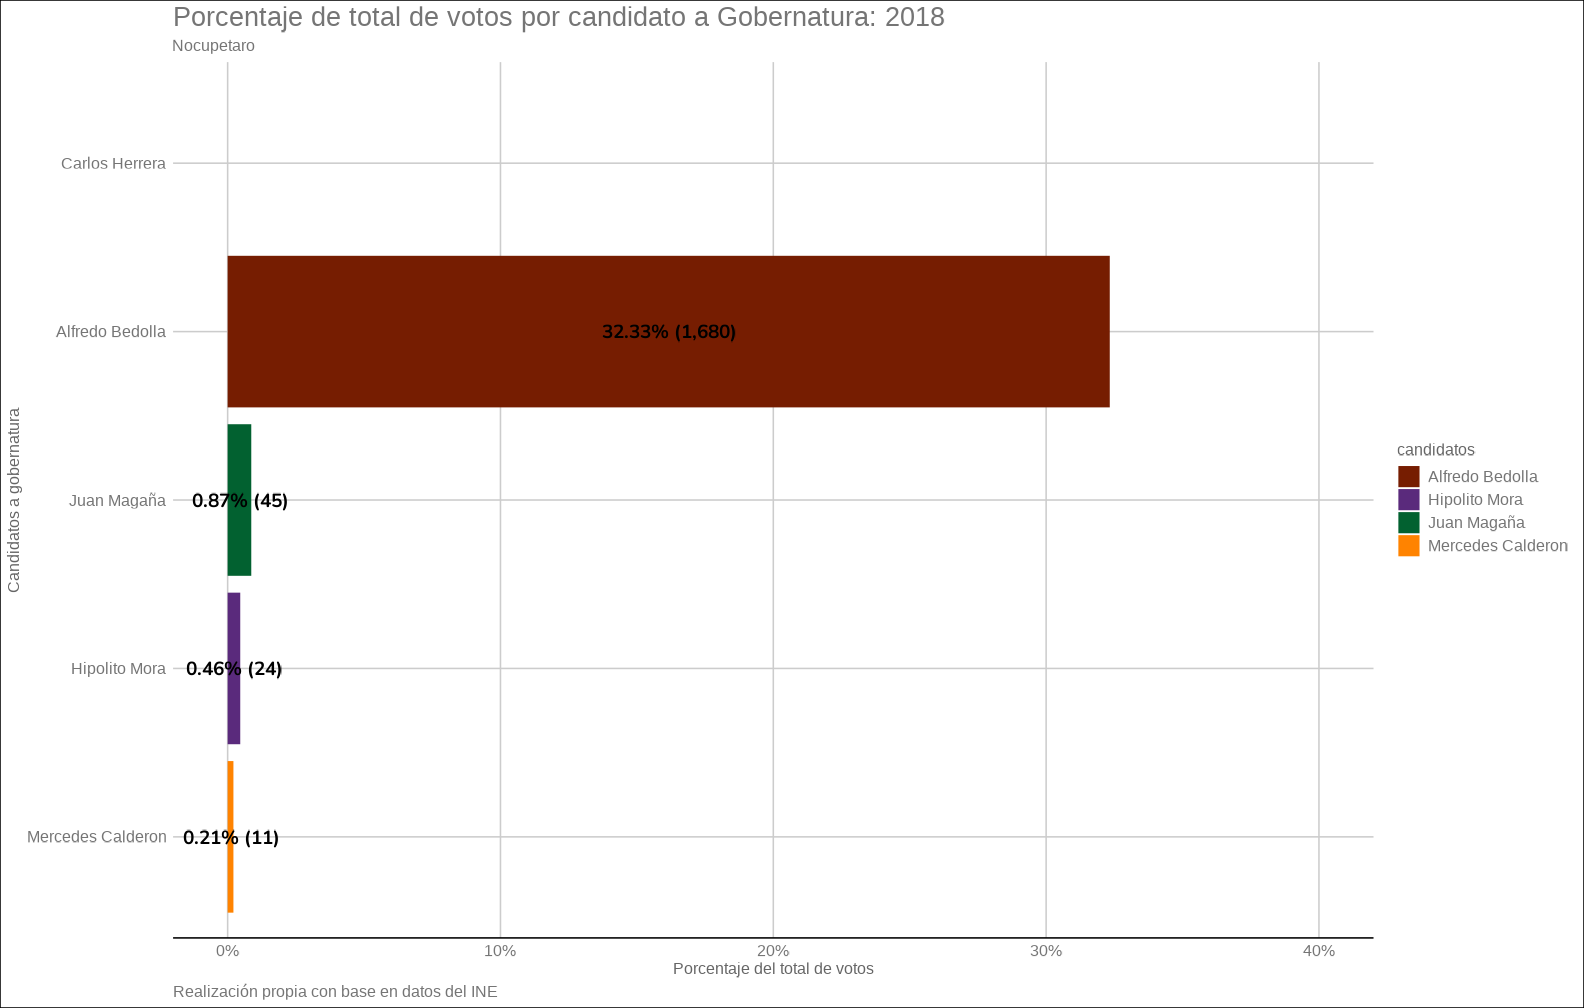 Porcentaje de total de votos por candidato a Gobernatura: 2018
Nocupetaro
Candidatos a gobernatura
Carlos Herrera
Alfredo Bedolla
32.33% (1,680)
Juan Magaña
0.87% (45)
Hipolito Mora
0.46% (24)
Mercedes Calderon
0.21% (11)
0% 10% 20% 30% 40%
Porcentaje del total de votos
candidatos
Alfredo Bedolla
Hipolito Mora
Juan Magaña
Mercedes Calderon
Realización propia con base en datos del INE